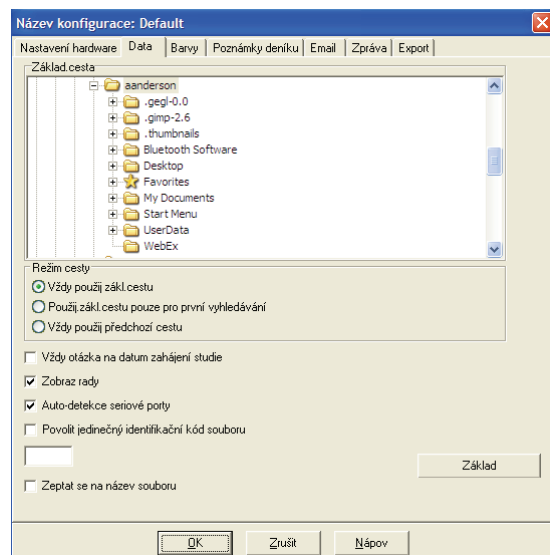 Název konfigurace: Default
Nastavení hardware Data Barvy Poznámky deníku Email Zpráva Export
Základ.cesta
aanderson
.gegl-0.0
.gimp-2.6
.thumbnails
Bluetooth Software
Desktop
Favorites
My Documents
Start Menu
UserData
WebEx
Režim cesty
Vždy použij zákl.cestu
Použij.zákl.cestu pouze pro první vyhledávání
Vždy použij předchozí cestu
Vždy otázka na datum zahájení studie
Zobraz rady
Auto-detekce seriové porty
Povolit jedinečný identifikační kód souboru
Základ
Zeptat se na název souboru
OK Zrušit Nápov